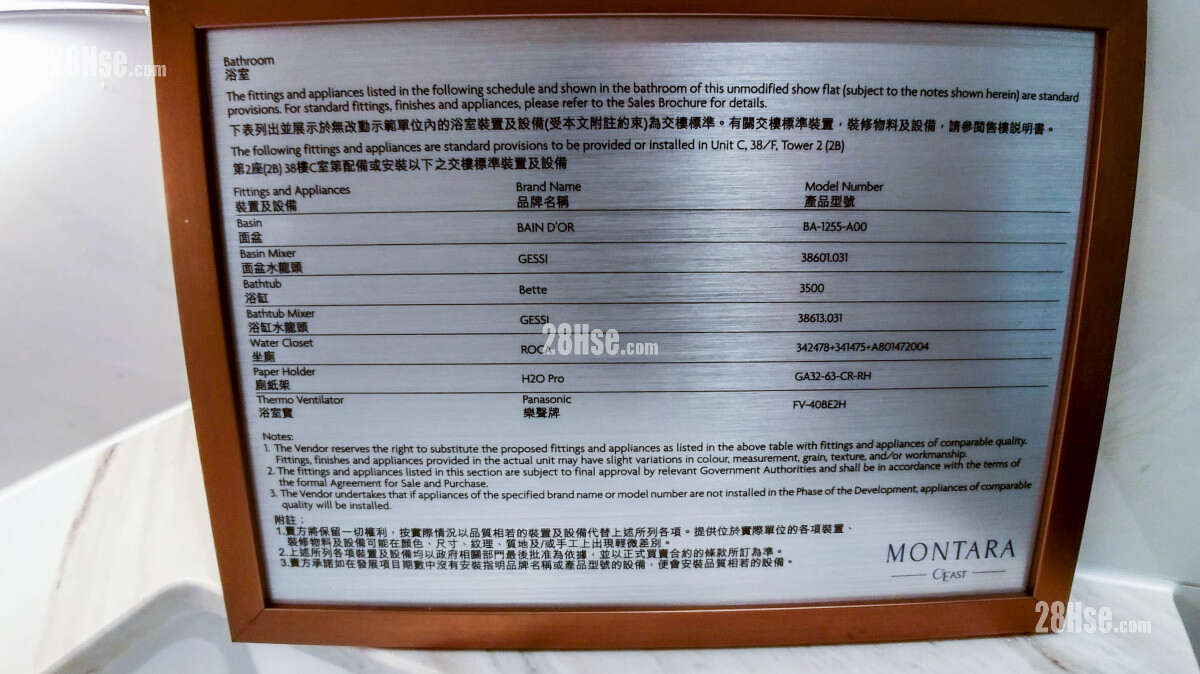 28Hse.com
Bathroom
浴室
The fittings and appliances listed in the following schedule and shown in the bathroom of this unmodified show flat (subject to the notes shown herein) are standard
provisions. For standard fittings, finishes and appliances, please refer to the Sales Brochure for details.
下表列出並展示於無改動示範單位內的浴室裝置及設備(受本文附註約束)為交樓標準。有關交樓標準裝置，裝修物料及設備，請參閱售樓説明書。
The following fittings and appliances are standard provisions to be provided or installed in Unit C, 38/F, Tower 2 (2B)
第2座(2B) 38樓C室第配備或安裝以下之交樓標準裝置及設備
Fittings and Appliances Brand Name Model Number
裝置及設備 品牌名稱 產品型號
Basin BAIN D'OR BA-1255-A00
面盆
Basin Mixer GESSI 38601.031
面盆水龍頭
Bathtub Bette 3500
浴缸
Bathtub Mixer GESSI 38613.031
浴缸水龍頭
28Hse.com
Water Closet 342478+341475+A801472004
坐廁
Paper Holder H2O Pro GA32-63-CR-RH
廁紙架
Thermo Ventilator Panasonic FV-40BE2H
浴室寶 樂聲牌
Notes:
1. The Vendor reserves the right to substitute the proposed fittings and appliances as listed in the above table with fittings and appliances of comparable quality.
Fittings, finishes and appliances provided in the actual unit may have slight variations in colour, measurement, grain, texture, and/or workmanship.
2. The fittings and appliances listed in this section are subject to final approval by relevant Government Authorities and shall be in accordance with the terms of
the formal Agreement for Sale and Purchase.
3. The Vendor undertakes that if appliances of the specified brand name or model number are not installed in the Phase of the Development, appliances of comparable
quality will be installed.
附註：
1.賣方將保留一切權利，按實際情況以品質相若的裝置及設備代替上述所列各項。提供位於實際單位的各項裝置、
裝修物料及設備可能在顏色、尺寸、紋理、質地及/或手工上出現輕微差別。
2.上述所列各項裝置及設備均以政府相關部門最後批准為依據，並以正式買賣合約的條款所訂為準。
3.賣方承諾如在發展項目期數中沒有安裝指明品牌名稱或產品型號的設備，便會安裝品質相若的設備。
MONTARA
28Hse.com